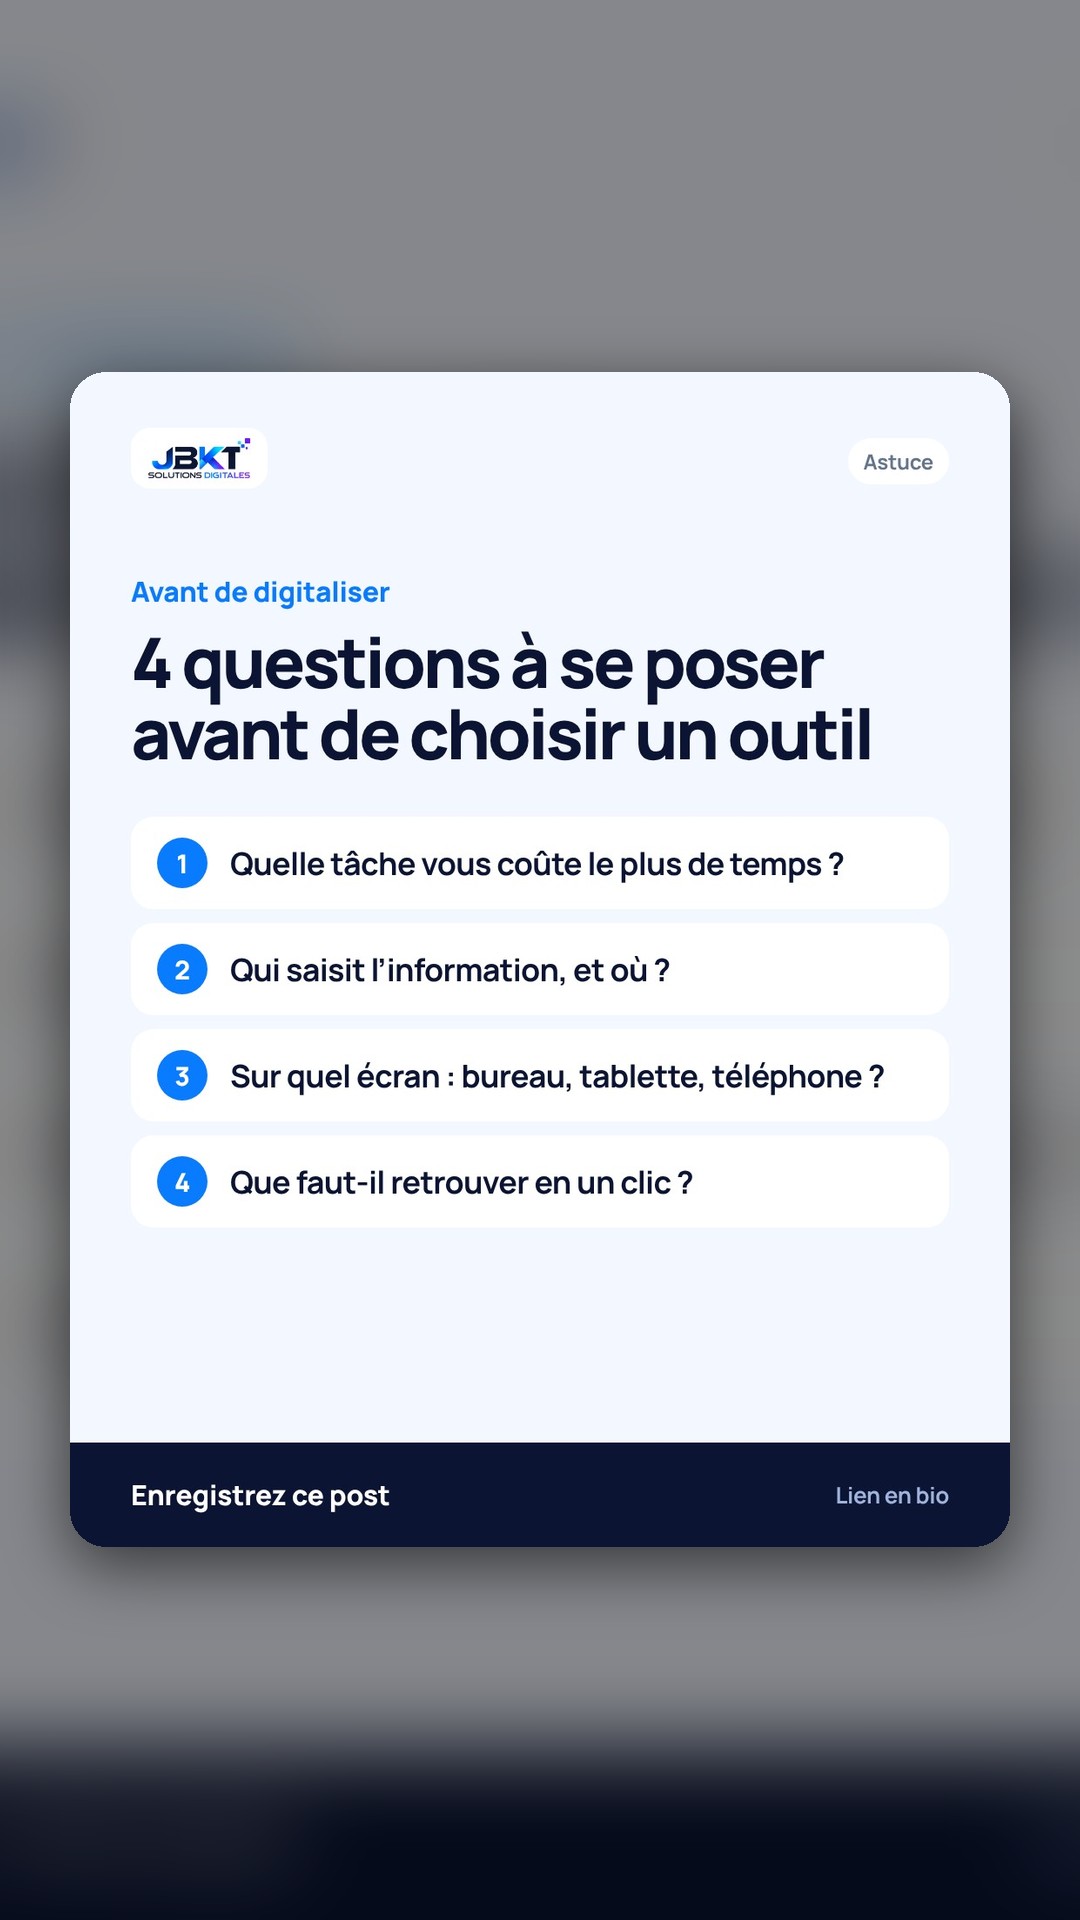 JBKT
SOLUTIONS DIGITALES
Astuce
Avant de digitaliser
4 questions à se poser
avant de choisir un outil
1 Quelle tâche vous coûte le plus de temps ?
2 Qui saisit l’information, et où ?
3 Sur quel écran : bureau, tablette, téléphone ?
4 Que faut-il retrouver en un clic ?
Enregistrez ce post
Lien en bio